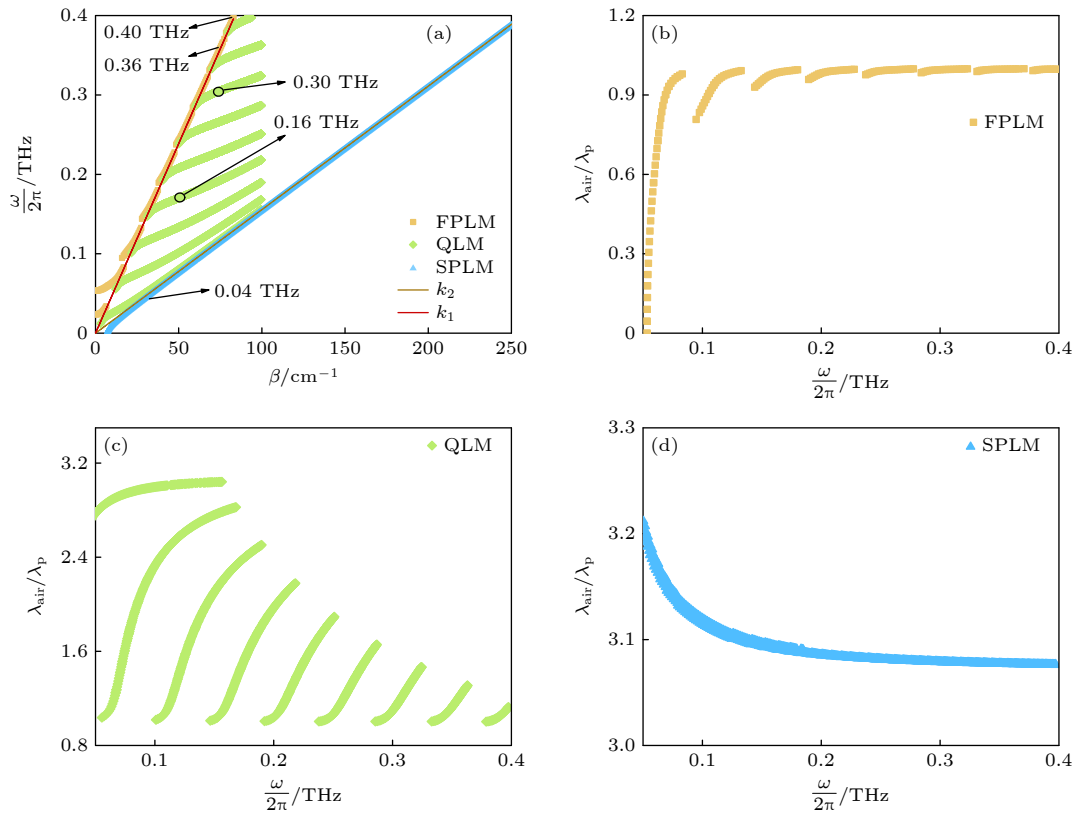 (a)
0.40 THz
0.36 THz
0.30 THz
0.16 THz
0.04 THz
FPLM
QLM
SPLM
k₂
k₁
0.4
0.3
0.2
0.1
0
0 50 100 150 200 250
ω/2π/THz
β/cm⁻¹
(b)
FPLM
1.2
0.9
0.6
0.3
0
0.1 0.2 0.3 0.4
λair/λp
ω/2π/THz
(c)
QLM
3.2
2.4
1.6
0.8
0.1 0.2 0.3 0.4
λair/λp
ω/2π/THz
(d)
SPLM
3.3
3.2
3.1
3.0
0.1 0.2 0.3 0.4
λair/λp
ω/2π/THz